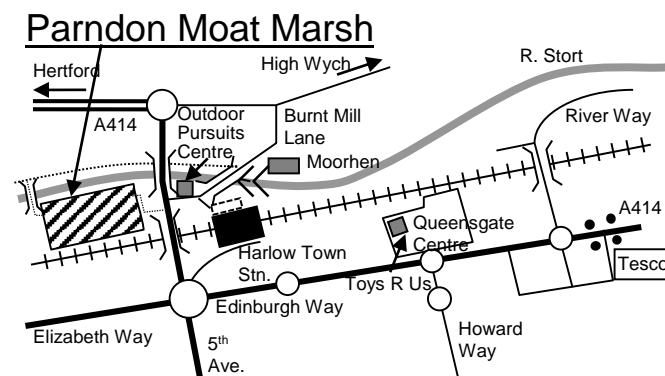 Parndon Moat Marsh
Hertford
High Wych
R. Stort
A414
Outdoor
Pursuits
Centre
Burnt Mill
Lane
River Way
Moorhen
A414
Queensgate
Centre
Harlow Town
Stn.
Toys R Us
Tesco
Edinburgh Way
Elizabeth Way
5th
Ave.
Howard
Way